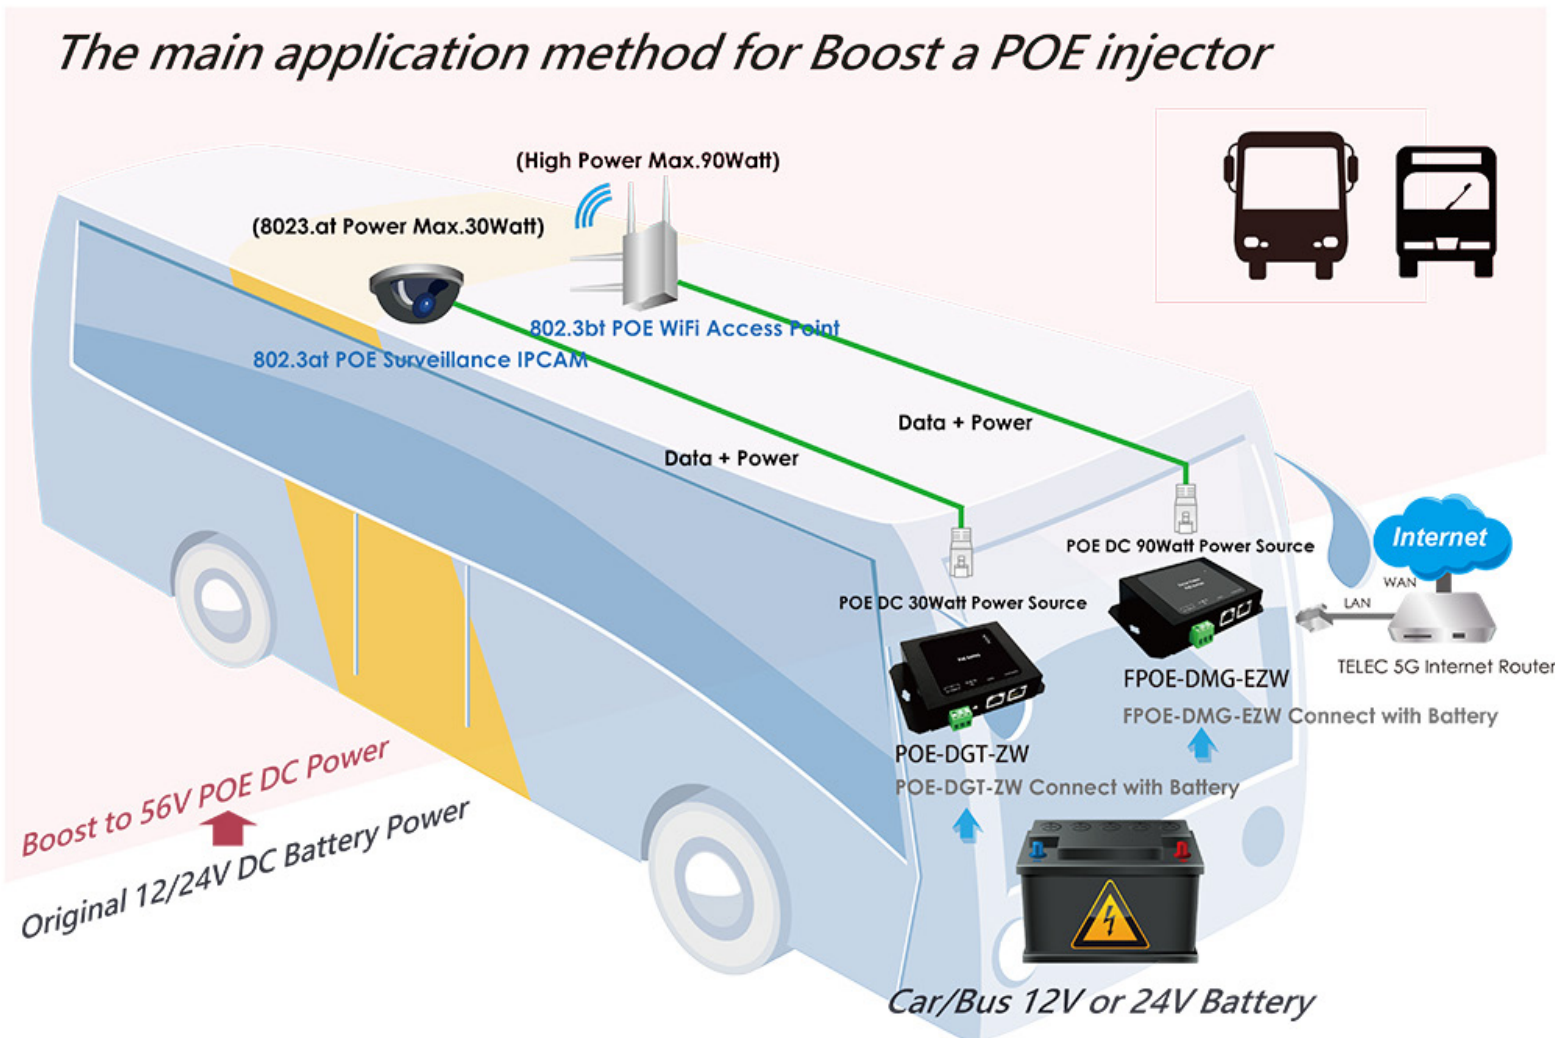 The main application method for Boost a POE injector
(High Power Max.90Watt)
(8023.at Power Max.30Watt)
802.3bt POE WiFi Access Point
802.3at POE Surveillance IPCAM
Data + Power
Data + Power
POE DC 90Watt Power Source
Internet
WAN
LAN
POE DC 30Watt Power Source
TELEC 5G Internet Router
FPOE-DMG-EZW
FPOE-DMG-EZW Connect with Battery
POE-DGT-ZW
POE-DGT-ZW Connect with Battery
Boost to 56V POE DC Power
Original 12/24V DC Battery Power
Car/Bus 12V or 24V Battery